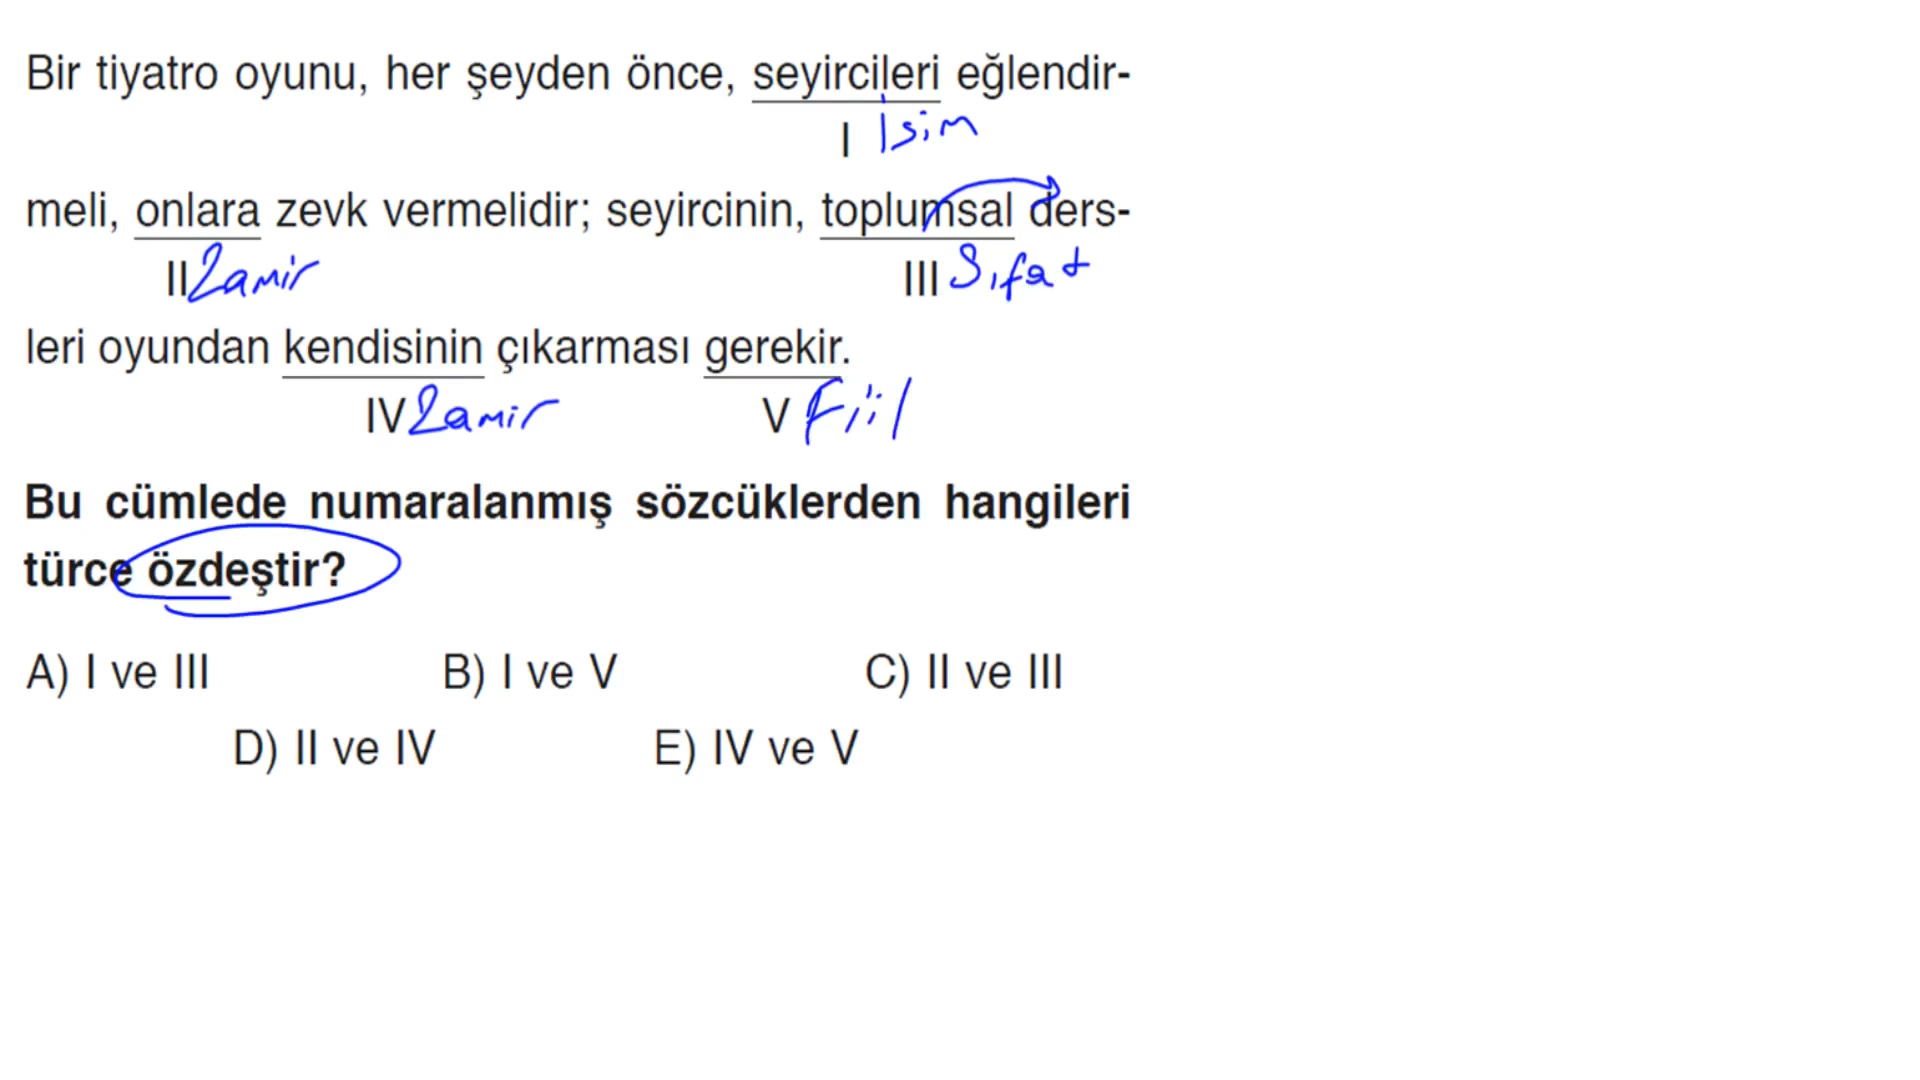 Bir tiyatro oyunu, her şeyden önce, seyircileri eğlendir-
I İsim
meli, onlara zevk vermelidir; seyircinin, toplumsal ders-
II Zamir III Sıfat
leri oyundan kendisinin çıkarması gerekir.
IV Zamir V Fiil
Bu cümlede numaralanmış sözcüklerden hangileri
türce özdeştir?
A) I ve III B) I ve V C) II ve III
D) II ve IV E) IV ve V